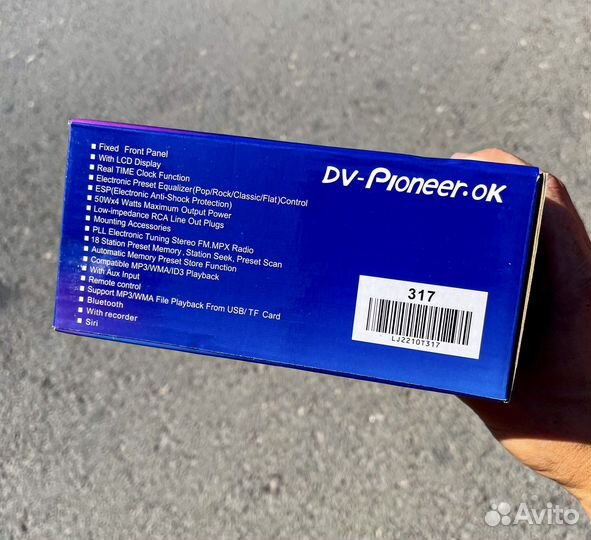 Fixed Front Panel
With LCD Display
Real TIME Clock Function
Electronic Preset Equalizer(Pop/Rock/Classic/Flat)Control
ESP(Electronic Anti-Shock Protection)
50Wx4 Watts Maximum Output Power
Low-impedance RCA Line Out Plugs
Mounting Accessories
PLL Electronic Tuning Stereo FM.MPX Radio
18 Station Preset Memory, Station Seek, Preset Scan
Automatic Memory Preset Store Function
Compatible MP3/WMA/ID3 Playback
With Aux Input
Remote control
Support MP3/WMA File Playback From USB/ TF Card
Bluetooth
With recorder
Siri
DV-Pioneer.oK
317
LJ2210T317
Avito